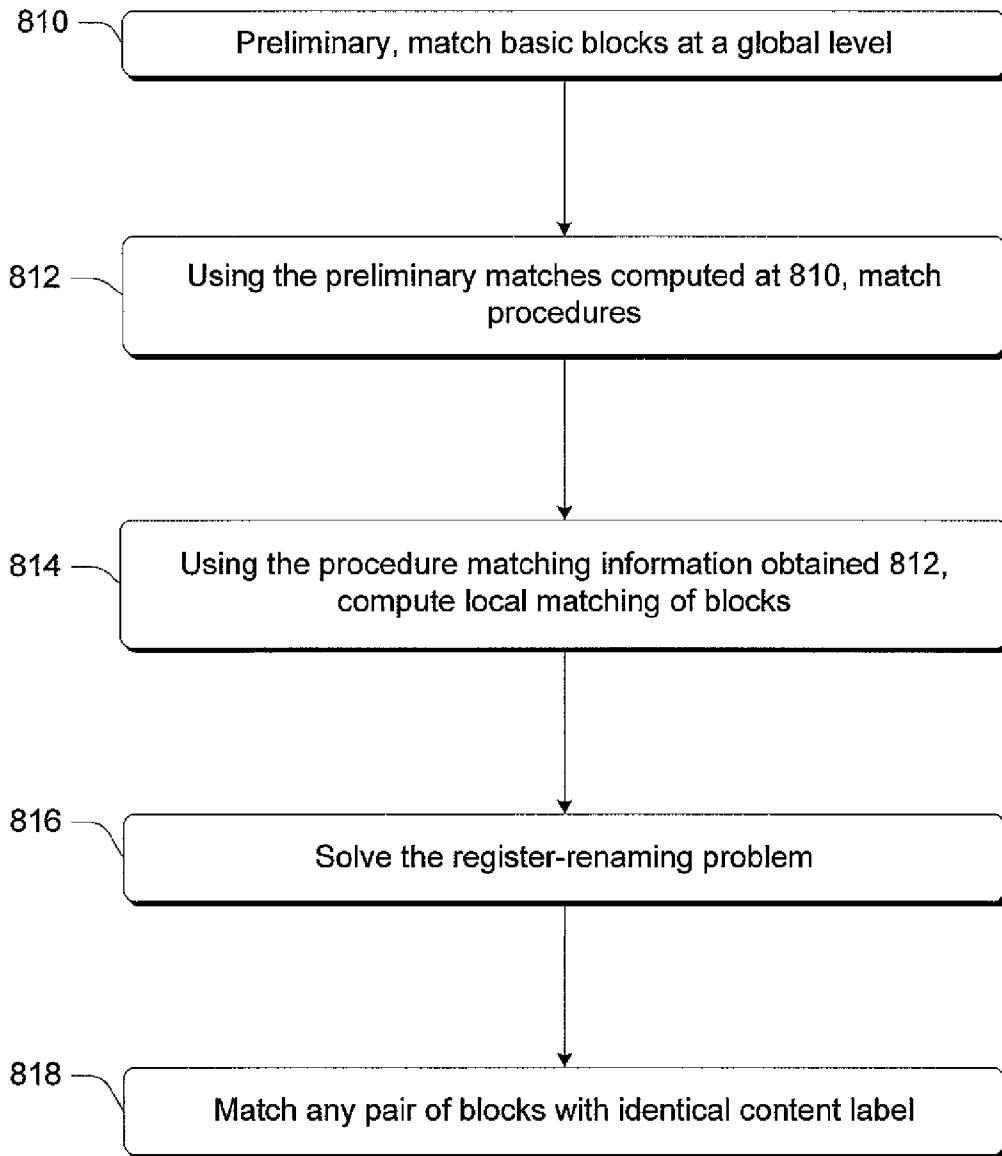 810
Preliminary, match basic blocks at a global level
812
Using the preliminary matches computed at 810, match
procedures
814
Using the procedure matching information obtained 812,
compute local matching of blocks
816
Solve the register-renaming problem
818
Match any pair of blocks with identical content label